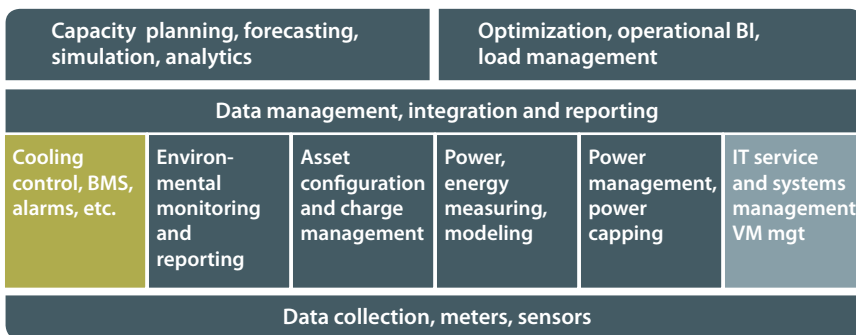 Capacity planning, forecasting,
simulation, analytics
Optimization, operational BI,
load management
Data management, integration and reporting
Cooling
control, BMS,
alarms, etc.
Environ-
mental
monitoring
and
reporting
Asset
configuration
and charge
management
Power,
energy
measuring,
modeling
Power
management,
power
capping
IT service
and systems
management
VM mgt
Data collection, meters, sensors